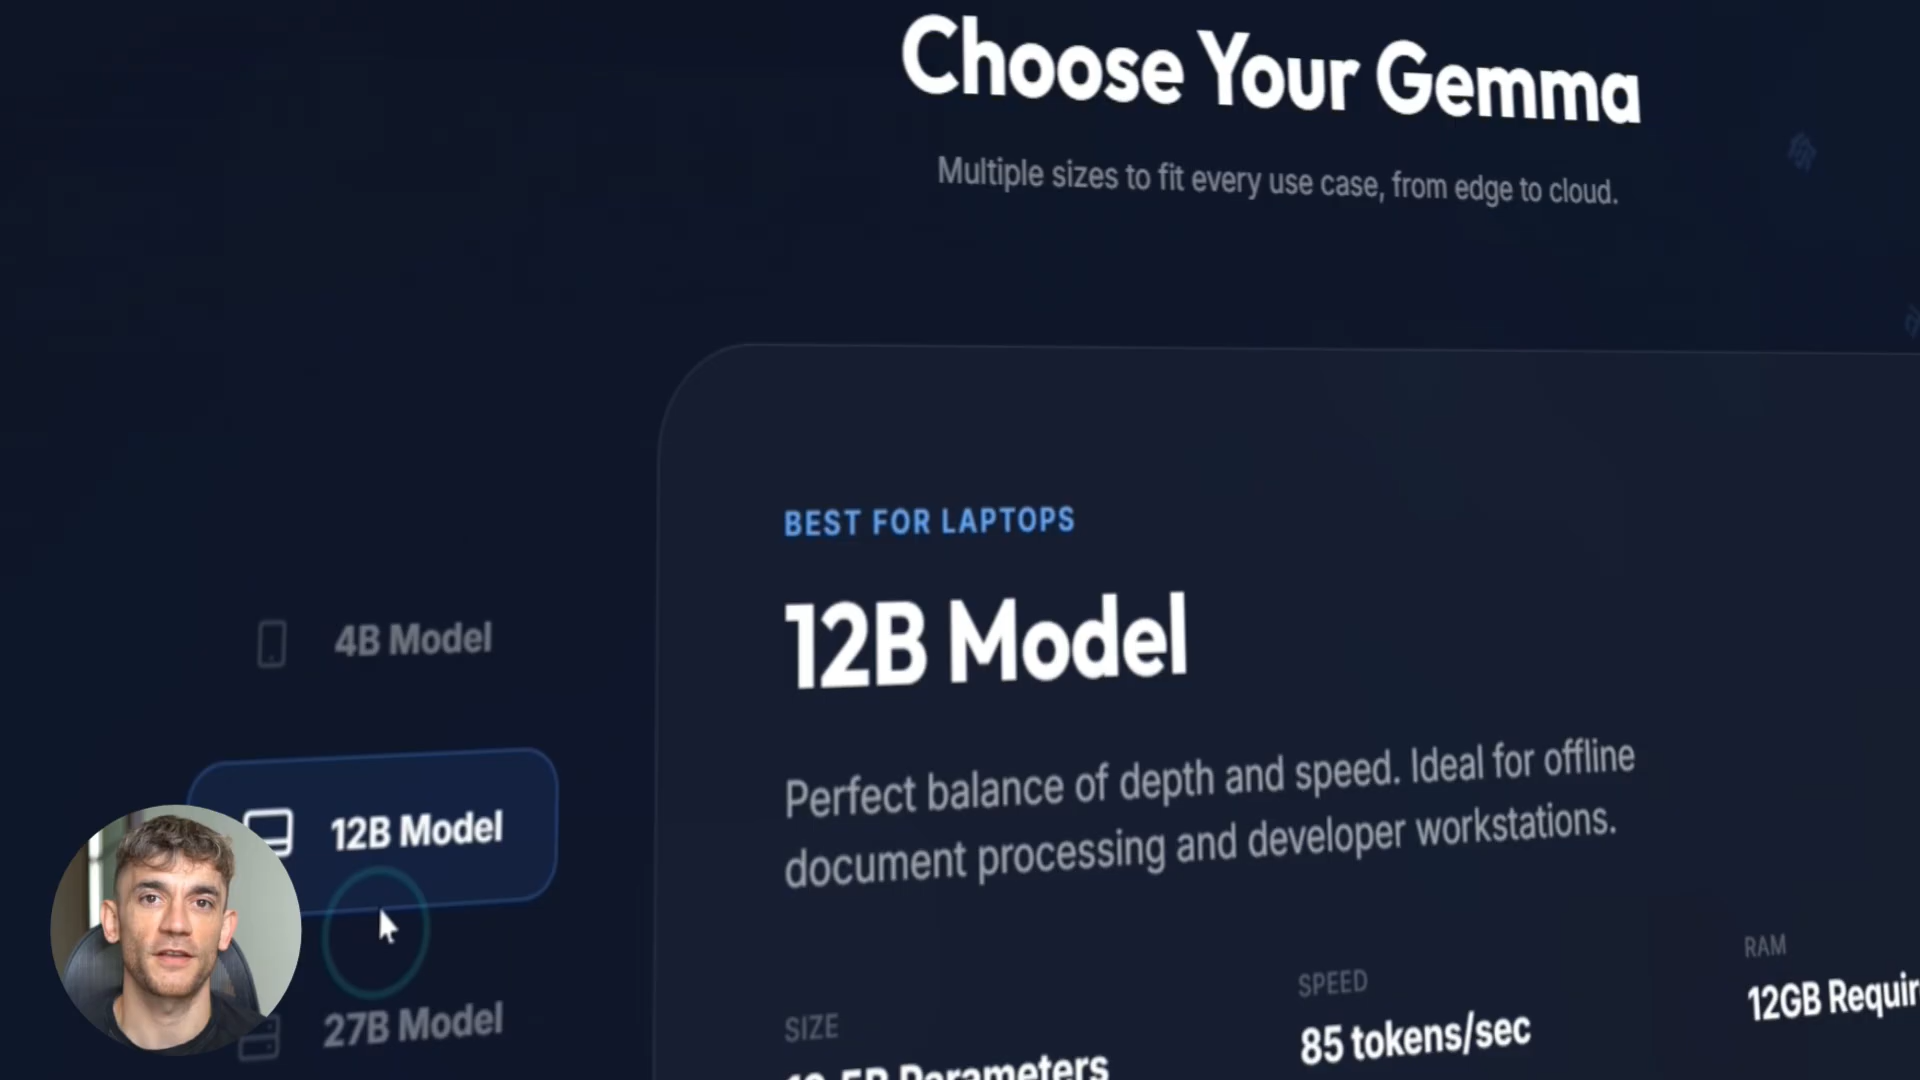 Choose Your Gemma
Multiple sizes to fit every use case, from edge to cloud.
BEST FOR LAPTOPS
12B Model
Perfect balance of depth and speed. Ideal for offline
document processing and developer workstations.
4B Model
12B Model
27B Model
SIZE
Parameters
SPEED
85 tokens/sec
RAM
12GB